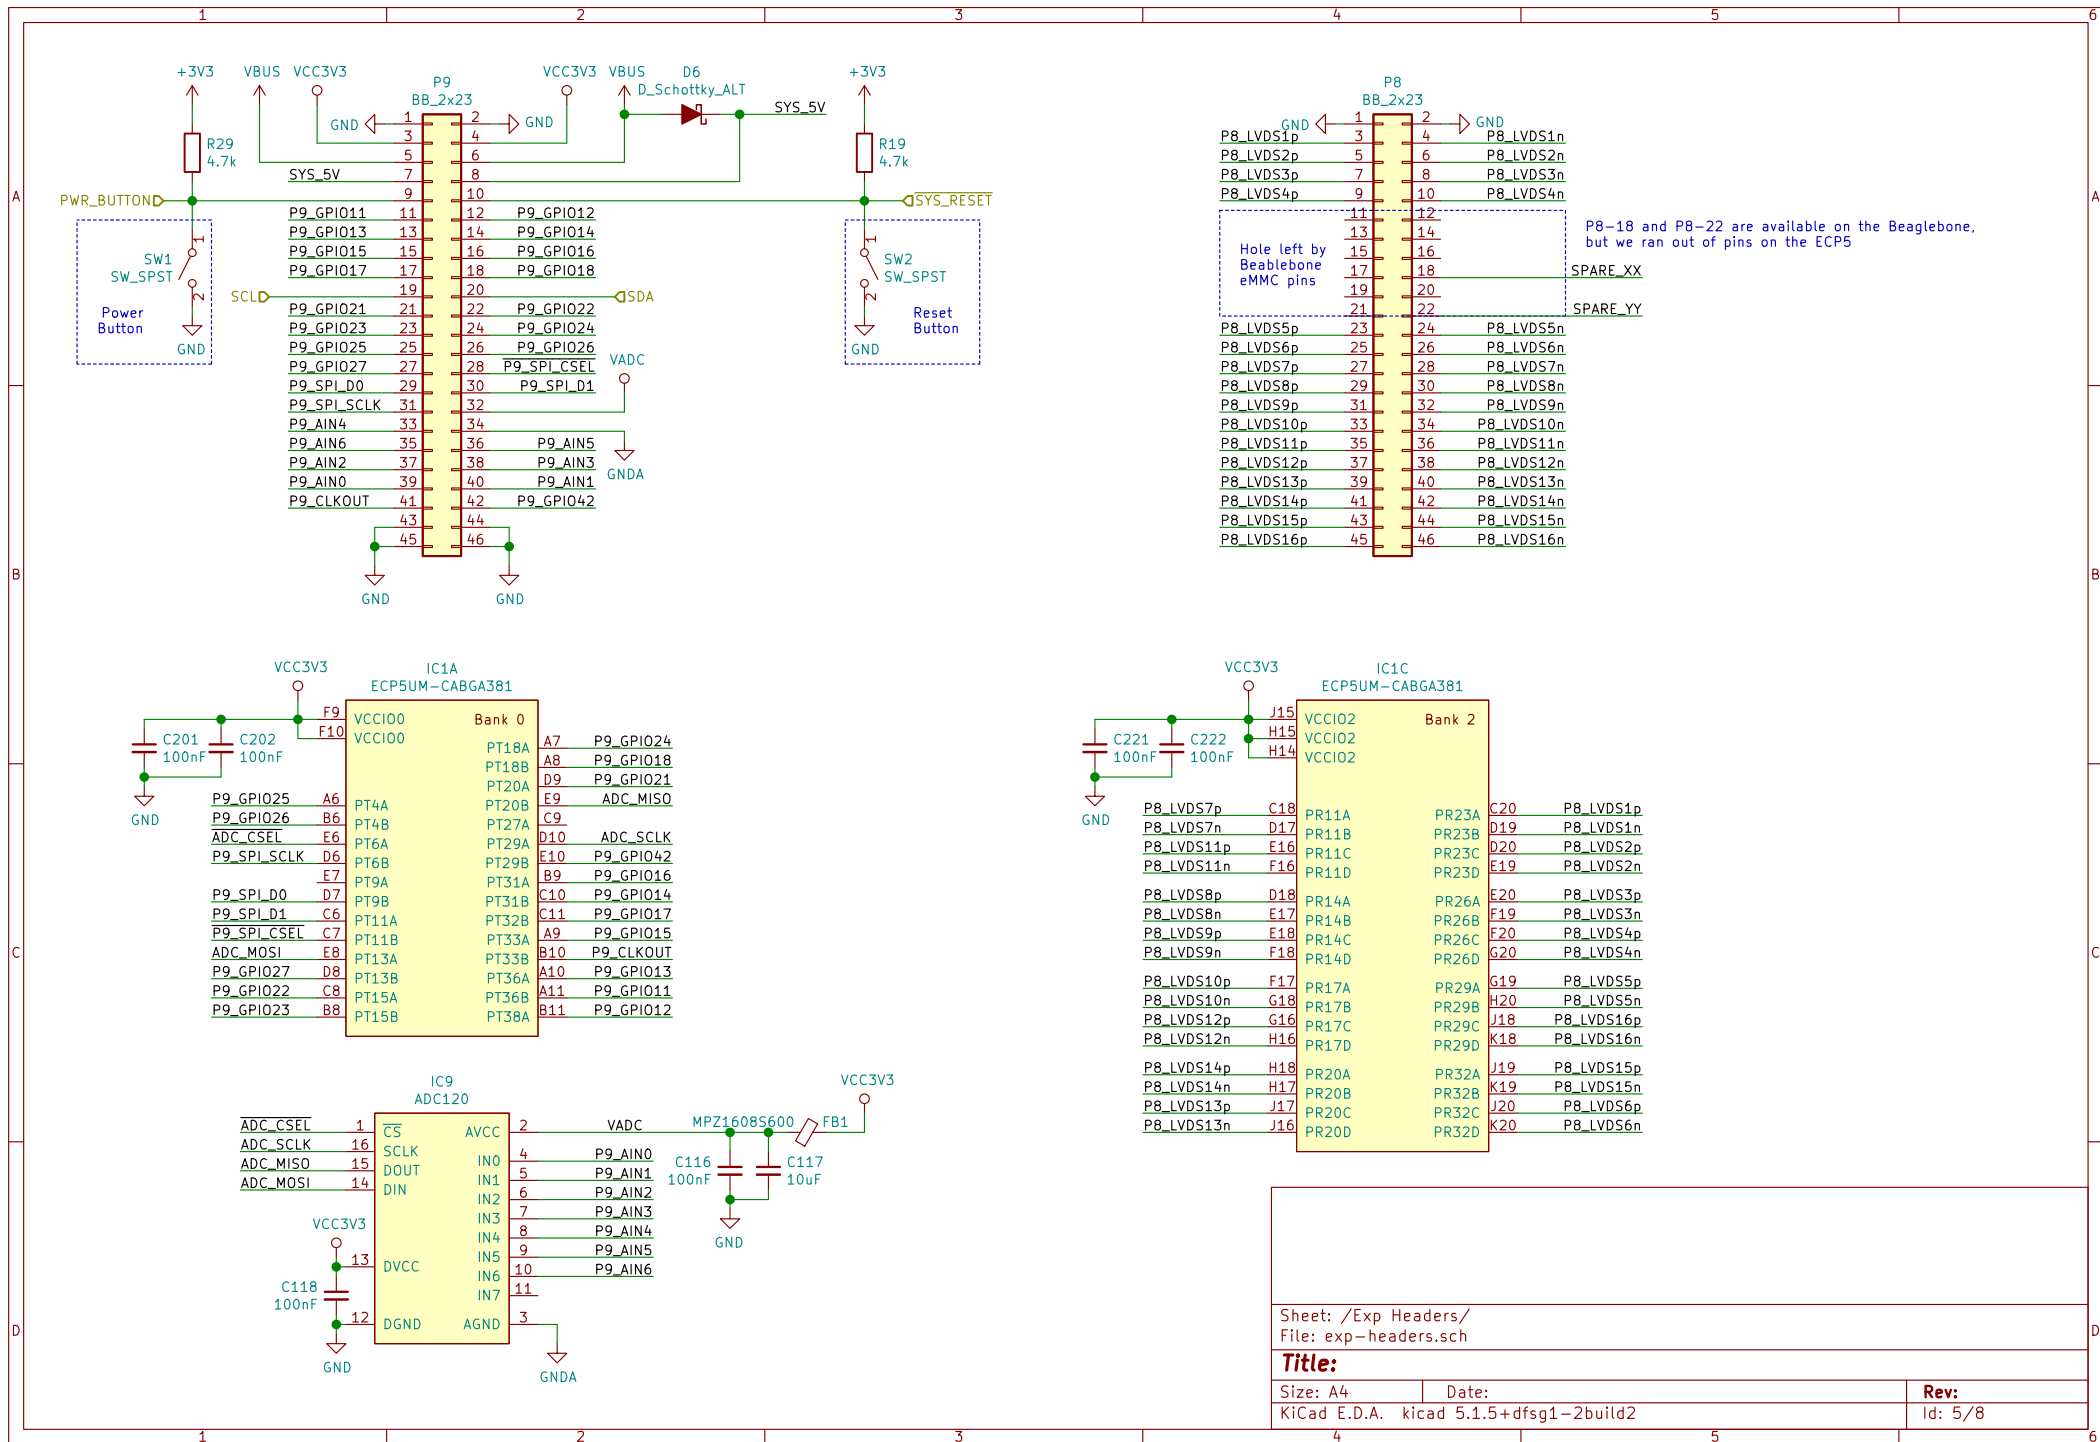 1 2 3 4 5 6
+3V3 VBUS VCC3V3 VCC3V3 VBUS D6 +3V3
D_Schottky_ALT
P9
BB_2x23
SYS_5V
GND 1 2 GND
3 4
R29
4.7k
R19
4.7k
5 6
SYS_5V 7 8
PWR_BUTTON 9 10 SYS_RESET
P9_GPIO11 11 12 P9_GPIO12
P9_GPIO13 13 14 P9_GPIO14
P9_GPIO15 15 16 P9_GPIO16
P9_GPIO17 17 18 P9_GPIO18
SCL 19 20 SDA
P9_GPIO21 21 22 P9_GPIO22
P9_GPIO23 23 24 P9_GPIO24
P9_GPIO25 25 26 P9_GPIO26
P9_GPIO27 27 28 P9_SPI_CSEL
P9_SPI_D0 29 30 P9_SPI_D1
P9_SPI_SCLK 31 32
P9_AIN4 33 34
P9_AIN6 35 36 P9_AIN5
P9_AIN2 37 38 P9_AIN3
P9_AIN0 39 40 P9_AIN1
P9_CLKOUT 41 42 P9_GPIO42
43 44
45 46
GND GND
VADC
GNDA
1
SW1
SW_SPST
2
Power
Button
GND
1
SW2
SW_SPST
2
Reset
Button
GND
P8
BB_2x23
GND 1 2 GND
P8_LVDS1p 3 4 P8_LVDS1n
P8_LVDS2p 5 6 P8_LVDS2n
P8_LVDS3p 7 8 P8_LVDS3n
P8_LVDS4p 9 10 P8_LVDS4n
11 12
13 14
15 16
17 18 SPARE_XX
19 20
21 22 SPARE_YY
Hole left by
Beablebone
eMMC pins
P8-18 and P8-22 are available on the Beaglebone,
but we ran out of pins on the ECP5
P8_LVDS5p 23 24 P8_LVDS5n
P8_LVDS6p 25 26 P8_LVDS6n
P8_LVDS7p 27 28 P8_LVDS7n
P8_LVDS8p 29 30 P8_LVDS8n
P8_LVDS9p 31 32 P8_LVDS9n
P8_LVDS10p 33 34 P8_LVDS10n
P8_LVDS11p 35 36 P8_LVDS11n
P8_LVDS12p 37 38 P8_LVDS12n
P8_LVDS13p 39 40 P8_LVDS13n
P8_LVDS14p 41 42 P8_LVDS14n
P8_LVDS15p 43 44 P8_LVDS15n
P8_LVDS16p 45 46 P8_LVDS16n
A A
B B
VCC3V3
IC1A
ECP5UM-CABGA381
Bank 0
F9 VCCIO0
F10 VCCIO0
C201
100nF
C202
100nF
GND
P9_GPIO25 A6 PT4A
P9_GPIO26 B6 PT4B
ADC_CSEL E6 PT6A
P9_SPI_SCLK D6 PT6B
E7 PT9A
P9_SPI_D0 D7 PT9B
P9_SPI_D1 C6 PT11A
P9_SPI_CSEL C7 PT11B
ADC_MOSI E8 PT13A
P9_GPIO27 D8 PT13B
P9_GPIO22 C8 PT15A
P9_GPIO23 B8 PT15B
PT18A A7 P9_GPIO24
PT18B A8 P9_GPIO18
PT20A D9 P9_GPIO21
PT20B E9 ADC_MISO
PT27A C9
PT29A D10 ADC_SCLK
PT29B E10 P9_GPIO42
PT31A B9 P9_GPIO16
PT31B C10 P9_GPIO14
PT32B C11 P9_GPIO17
PT33A A9 P9_GPIO15
PT33B B10 P9_CLKOUT
PT36A A10 P9_GPIO13
PT36B A11 P9_GPIO11
PT38A B11 P9_GPIO12
VCC3V3
IC1C
ECP5UM-CABGA381
Bank 2
J15 VCCIO2
H15 VCCIO2
H14 VCCIO2
C221
100nF
C222
100nF
GND
P8_LVDS7p C18 PR11A
P8_LVDS7n D17 PR11B
P8_LVDS11p E16 PR11C
P8_LVDS11n F16 PR11D
P8_LVDS8p D18 PR14A
P8_LVDS8n E17 PR14B
P8_LVDS9p E18 PR14C
P8_LVDS9n F18 PR14D
P8_LVDS10p F17 PR17A
P8_LVDS10n G18 PR17B
P8_LVDS12p G16 PR17C
P8_LVDS12n H16 PR17D
P8_LVDS14p H18 PR20A
P8_LVDS14n H17 PR20B
P8_LVDS13p J17 PR20C
P8_LVDS13n J16 PR20D
PR23A C20 P8_LVDS1p
PR23B D19 P8_LVDS1n
PR23C D20 P8_LVDS2p
PR23D E19 P8_LVDS2n
PR26A E20 P8_LVDS3p
PR26B F19 P8_LVDS3n
PR26C F20 P8_LVDS4p
PR26D G20 P8_LVDS4n
PR29A G19 P8_LVDS5p
PR29B H20 P8_LVDS5n
PR29C J18 P8_LVDS16p
PR29D K18 P8_LVDS16n
PR32A J19 P8_LVDS15p
PR32B K19 P8_LVDS15n
PR32C J20 P8_LVDS6p
PR32D K20 P8_LVDS6n
C C
IC9
ADC120
ADC_CSEL 1 CS
ADC_SCLK 16 SCLK
ADC_MISO 15 DOUT
ADC_MOSI 14 DIN
VCC3V3
13 DVCC
C118
100nF
12 DGND
GND
AVCC 2 VADC
IN0 4 P9_AIN0
IN1 5 P9_AIN1
IN2 6 P9_AIN2
IN3 7 P9_AIN3
IN4 8 P9_AIN4
IN5 9 P9_AIN5
IN6 10 P9_AIN6
IN7 11
AGND 3
GNDA
VCC3V3
MPZ1608S600 FB1
C116
100nF
C117
10uF
GND
D D
Sheet: /Exp Headers/
File: exp-headers.sch
Title:
Size: A4 Date: Rev:
KiCad E.D.A. kicad 5.1.5+dfsg1-2build2 Id: 5/8
1 2 3 4 5 6